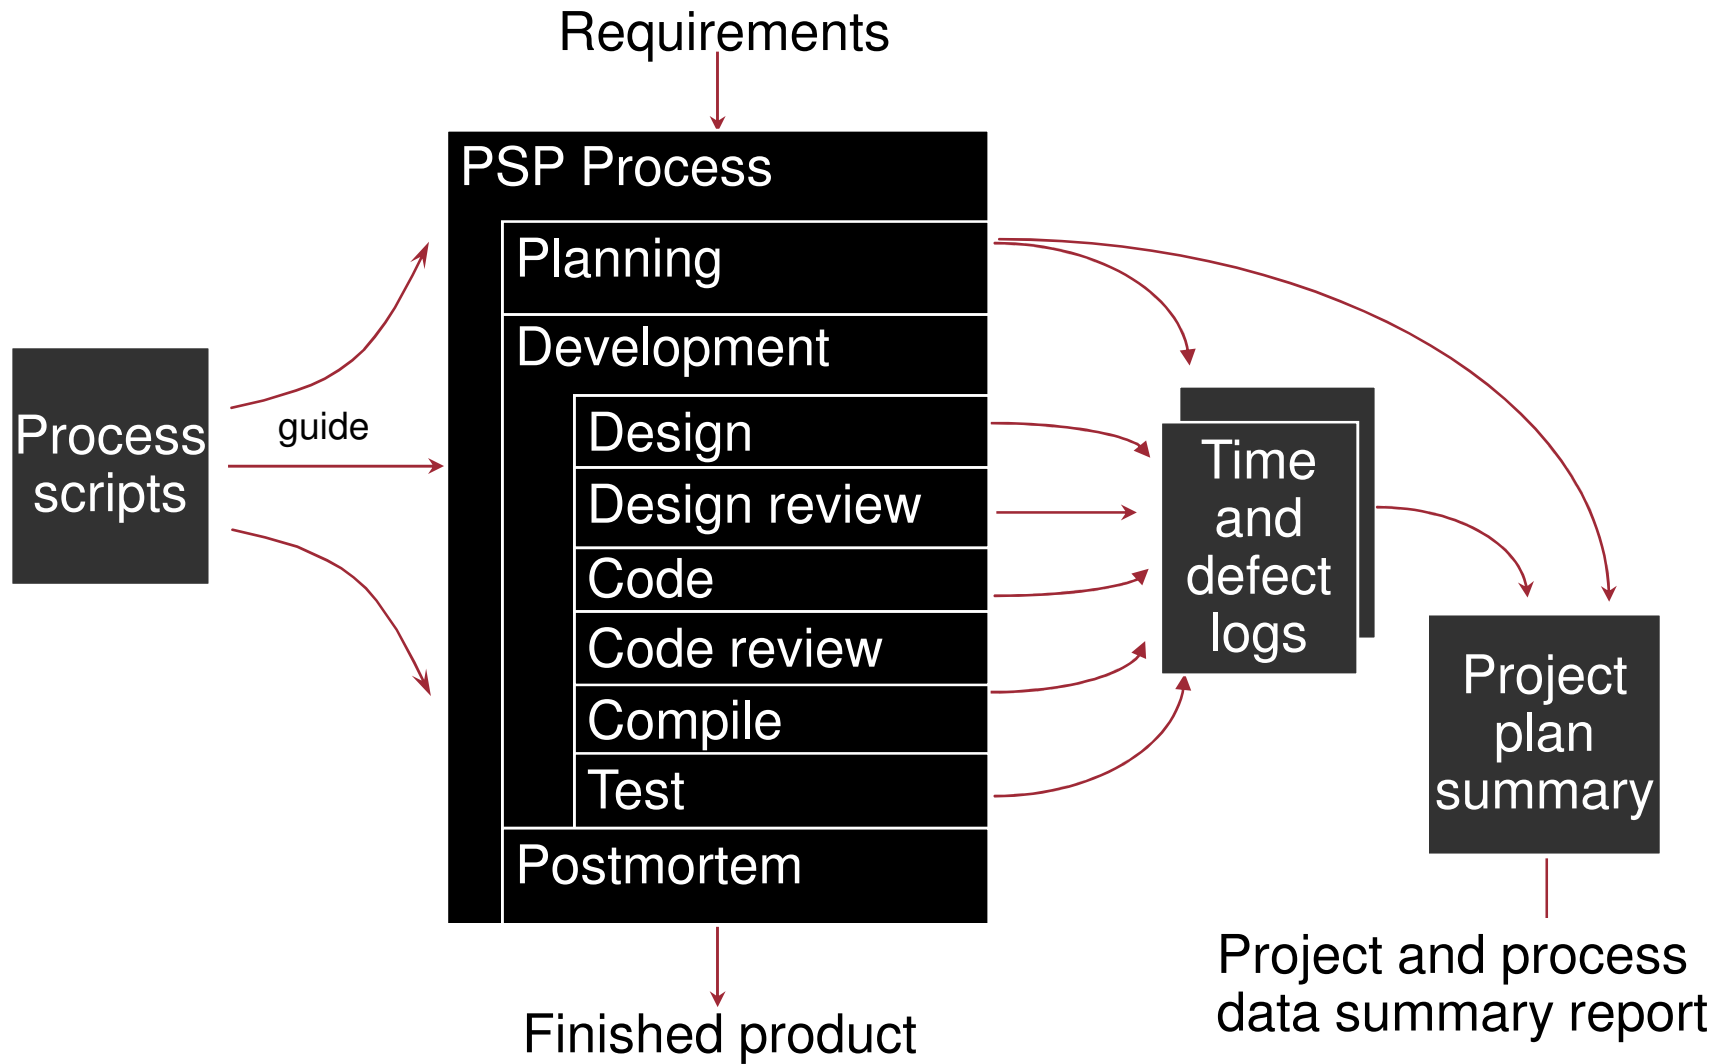 Requirements
PSP Process
Planning
Development
Design
Design review
Code
Code review
Compile
Test
Postmortem
Process
scripts
guide
Time
and
defect
logs
Project
plan
summary
Finished product
Project and process
data summary report